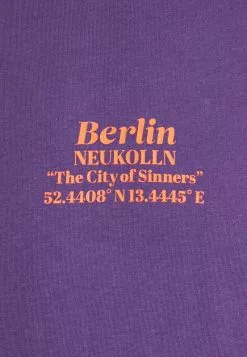 Berlin
NEUKOLLN
“The City of Sinners”
52.4408° N 13.4445° E